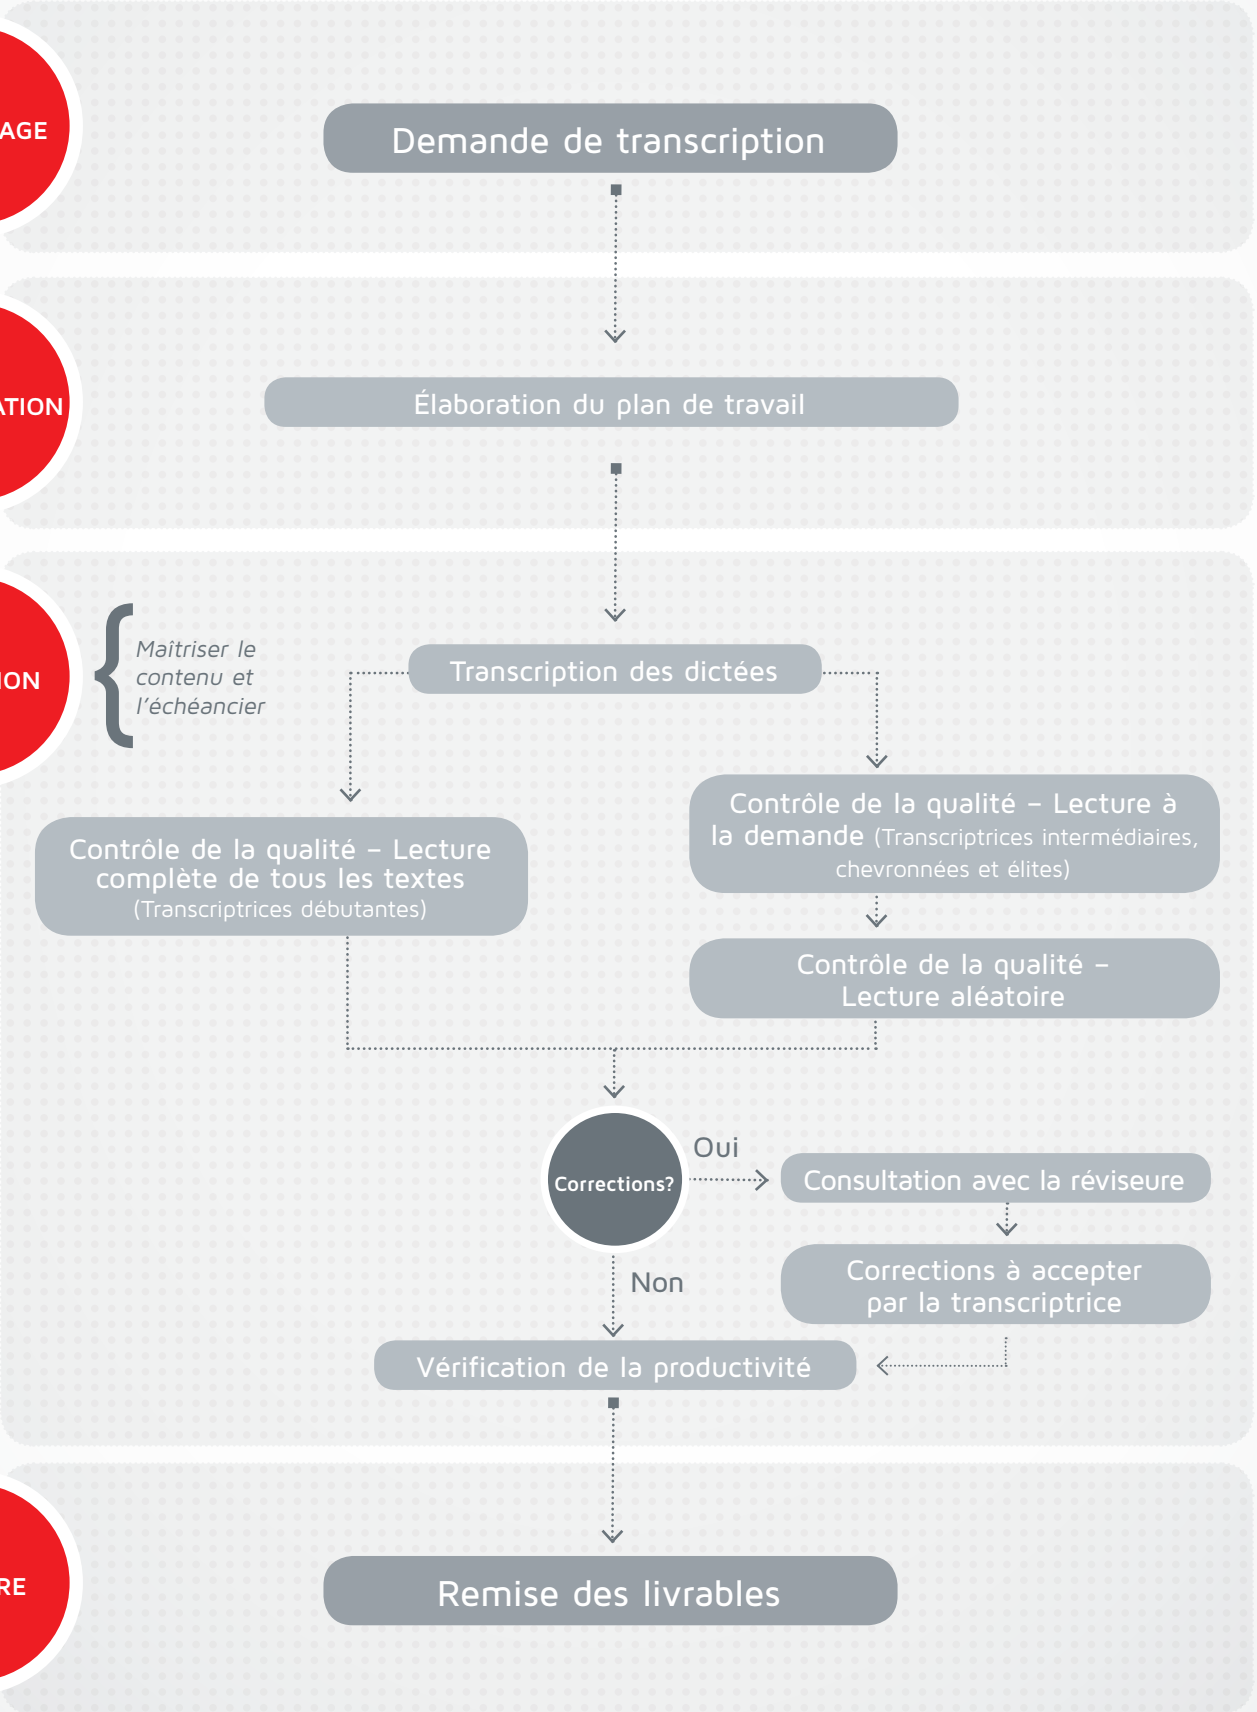 AGE
Demande de transcription
ATION
Élaboration du plan de travail
ION
Maîtriser le
contenu et
l'échéancier
Transcription des dictées
Contrôle de la qualité – Lecture
complète de tous les textes
(Transcriptrices débutantes)
Contrôle de la qualité – Lecture à
la demande (Transcriptrices intermédiaires,
chevronnées et élites)
Contrôle de la qualité –
Lecture aléatoire
Corrections?
Oui
Consultation avec la réviseure
Corrections à accepter
par la transcriptrice
Non
Vérification de la productivité
RE
Remise des livrables